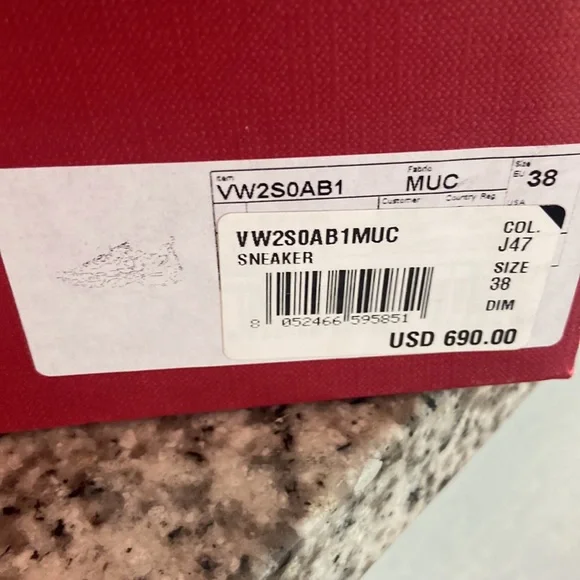 Item
VW2S0AB1
Fabric
MUC
Size
EU 38
Customer
Country Reg
USA
VW2S0AB1MUC
SNEAKER
COL.
J47
SIZE
38
DIM
8 052466 595851
USD 690.00